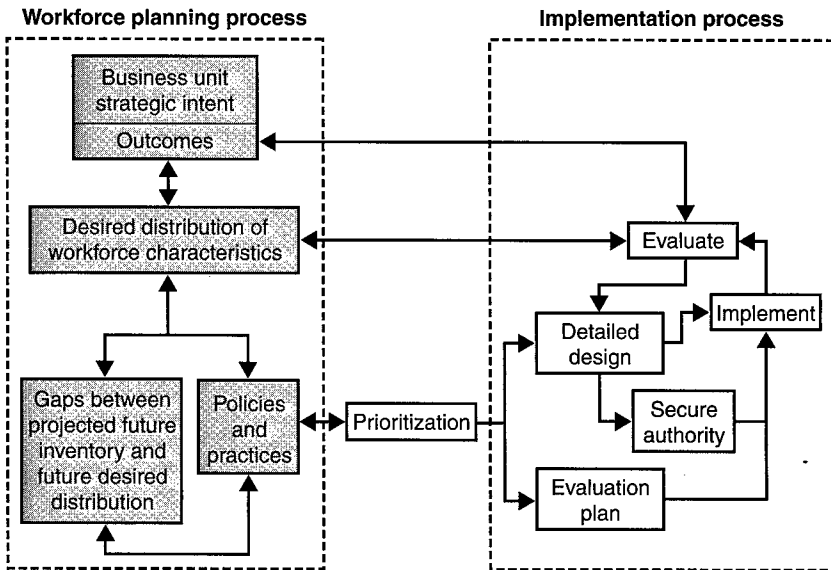 Workforce planning process
Implementation process
Business unit
strategic intent
Outcomes
Desired distribution of
workforce characteristics
Evaluate
Implement
Detailed
design
Gaps between
projected future
inventory and
future desired
distribution
Policies
and
practices
Prioritization
Secure
authority
Evaluation
plan